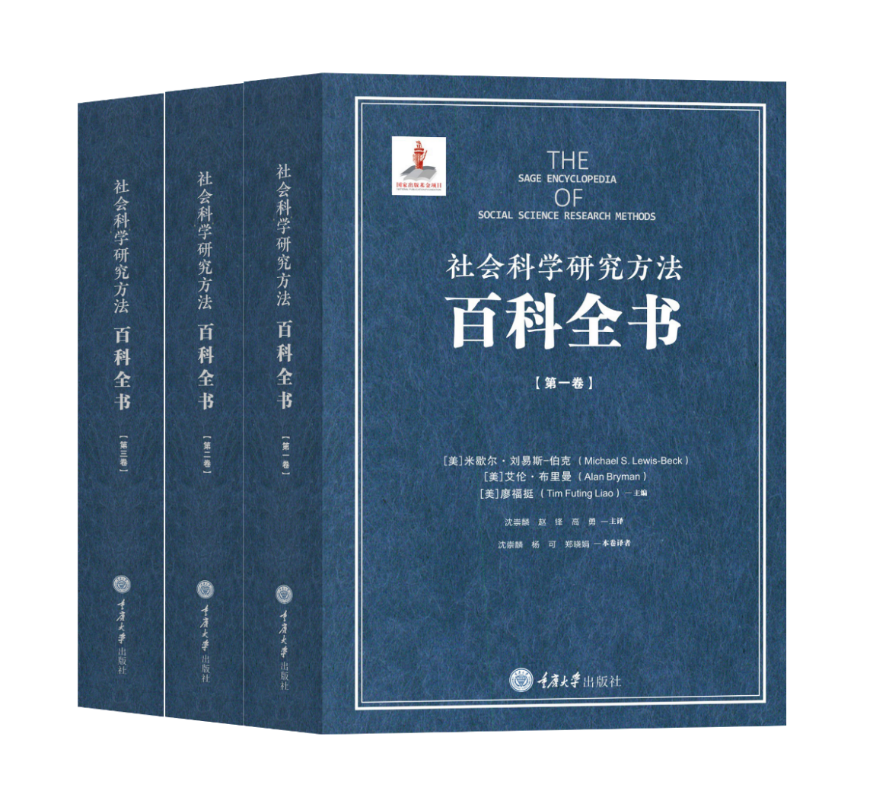 社会科学研究方法 百科全书
【第三卷】
重庆大学出版社
社会科学研究方法 百科全书
【第二卷】
重庆大学出版社
社会科学研究方法 百科全书
【第一卷】
重庆大学出版社
国家出版基金项目
THE
SAGE ENCYCLOPEDIA
OF
SOCIAL SCIENCE RESEARCH METHODS
社会科学研究方法
百科全书
【第一卷】
[美]米歇尔·刘易斯-伯克（Michael S. Lewis-Beck）
[美]艾伦·布里曼（Alan Bryman）
[美]廖福挺（Tim Futing Liao）—主编
沈崇麟 赵锋 高勇—主译
沈崇麟 杨可 郑晓娟—本卷译者
重庆大学出版社